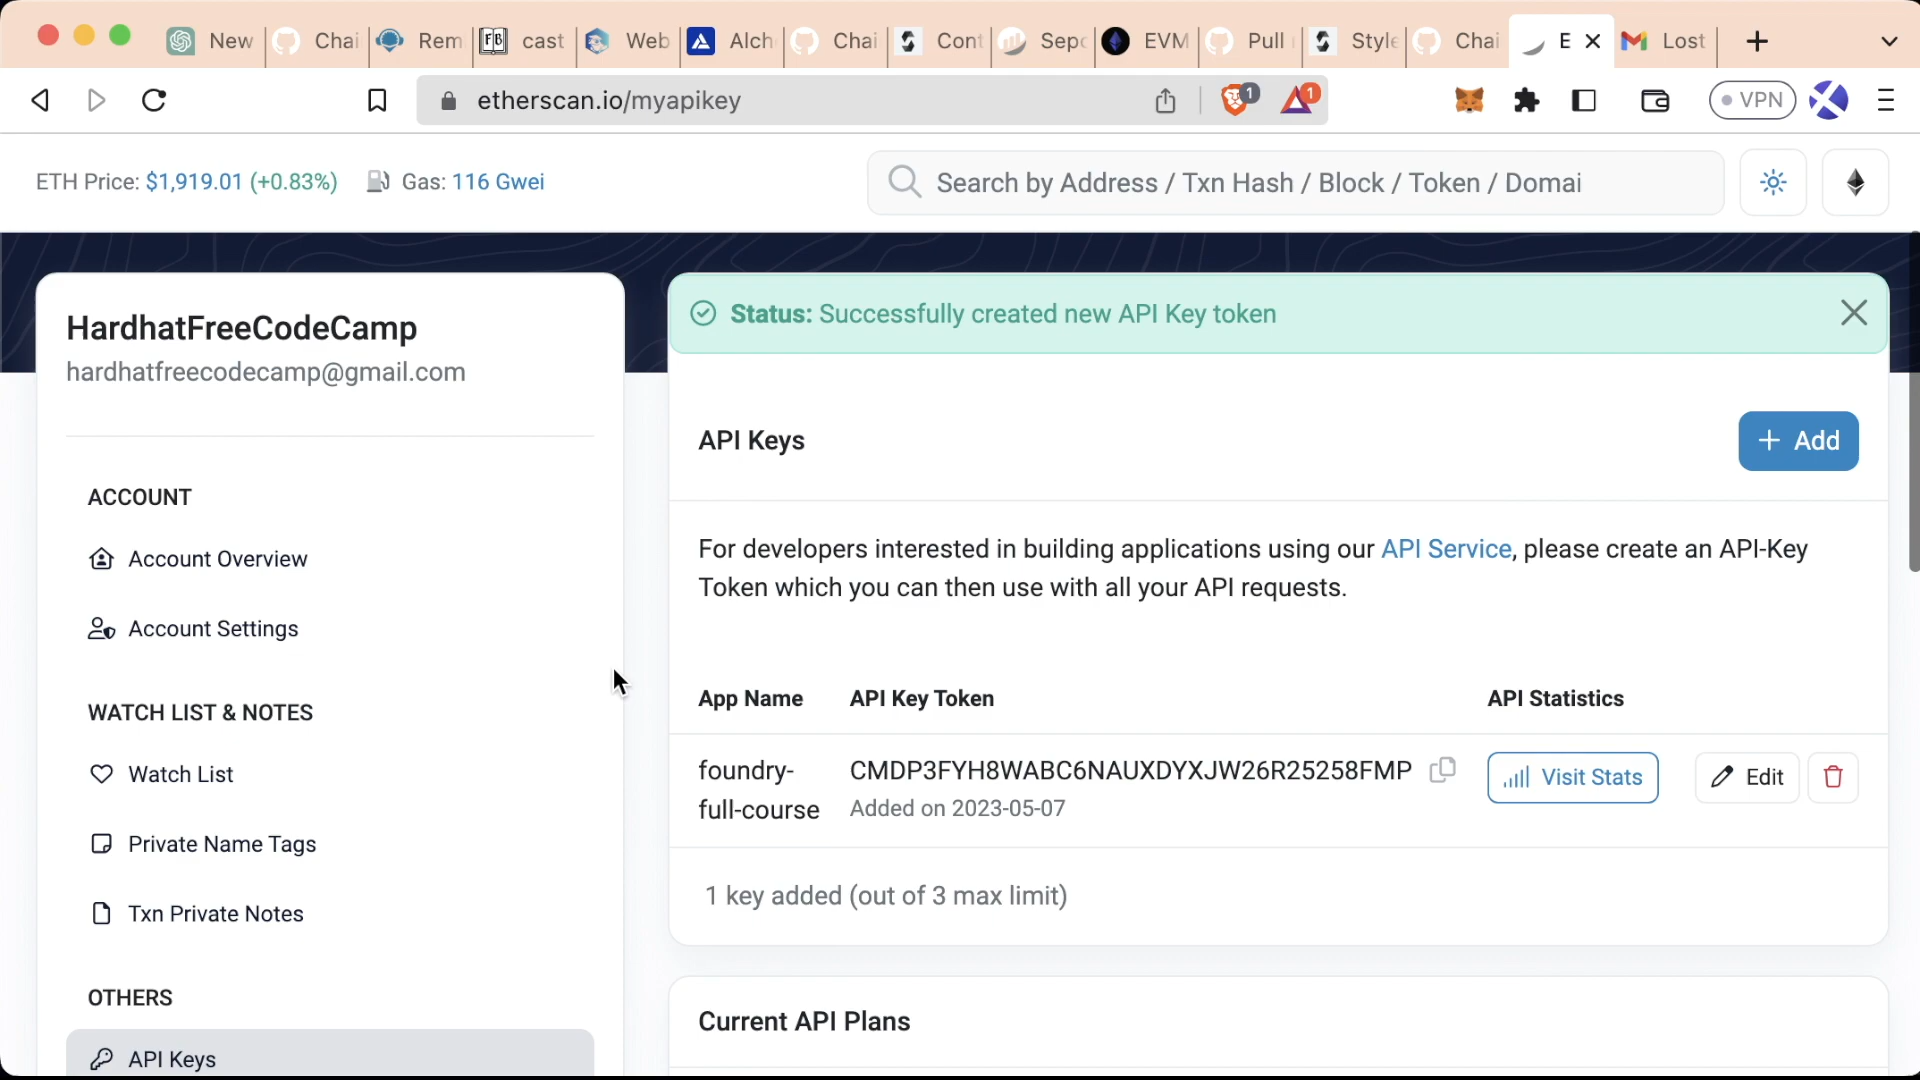 New
Chai
Rem
cast
Web
Alch
Chai
Cont
Sepo
EVM
Pull
Style
Chai
E
Lost
etherscan.io/myapikey
1
1
VPN
ETH Price: $1,919.01 (+0.83%)
Gas: 116 Gwei
Search by Address / Txn Hash / Block / Token / Domai
HardhatFreeCodeCamp
hardhatfreecodecamp@gmail.com
ACCOUNT
Account Overview
Account Settings
WATCH LIST & NOTES
Watch List
Private Name Tags
Txn Private Notes
OTHERS
API Keys
Status: Successfully created new API Key token
API Keys
+ Add
For developers interested in building applications using our API Service, please create an API-Key
Token which you can then use with all your API requests.
App Name
API Key Token
API Statistics
foundry-
full-course
CMDP3FYH8WABC6NAUXDYXJW26R25258FMP
Added on 2023-05-07
Visit Stats
Edit
1 key added (out of 3 max limit)
Current API Plans